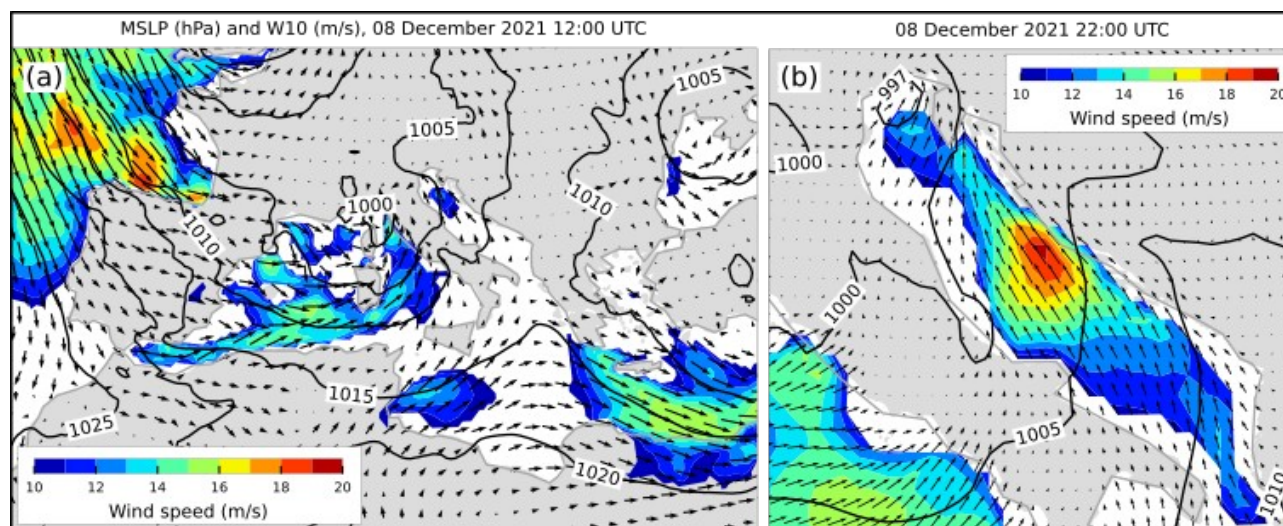 MSLP (hPa) and W10 (m/s), 08 December 2021 12:00 UTC
(a)
1005
1005
1010
1000
1010
1015
1025
1020
10 12 14 16 18 20
Wind speed (m/s)
08 December 2021 22:00 UTC
(b)
997
10 12 14 16 18 20
Wind speed (m/s)
1000
1000
1005
1010